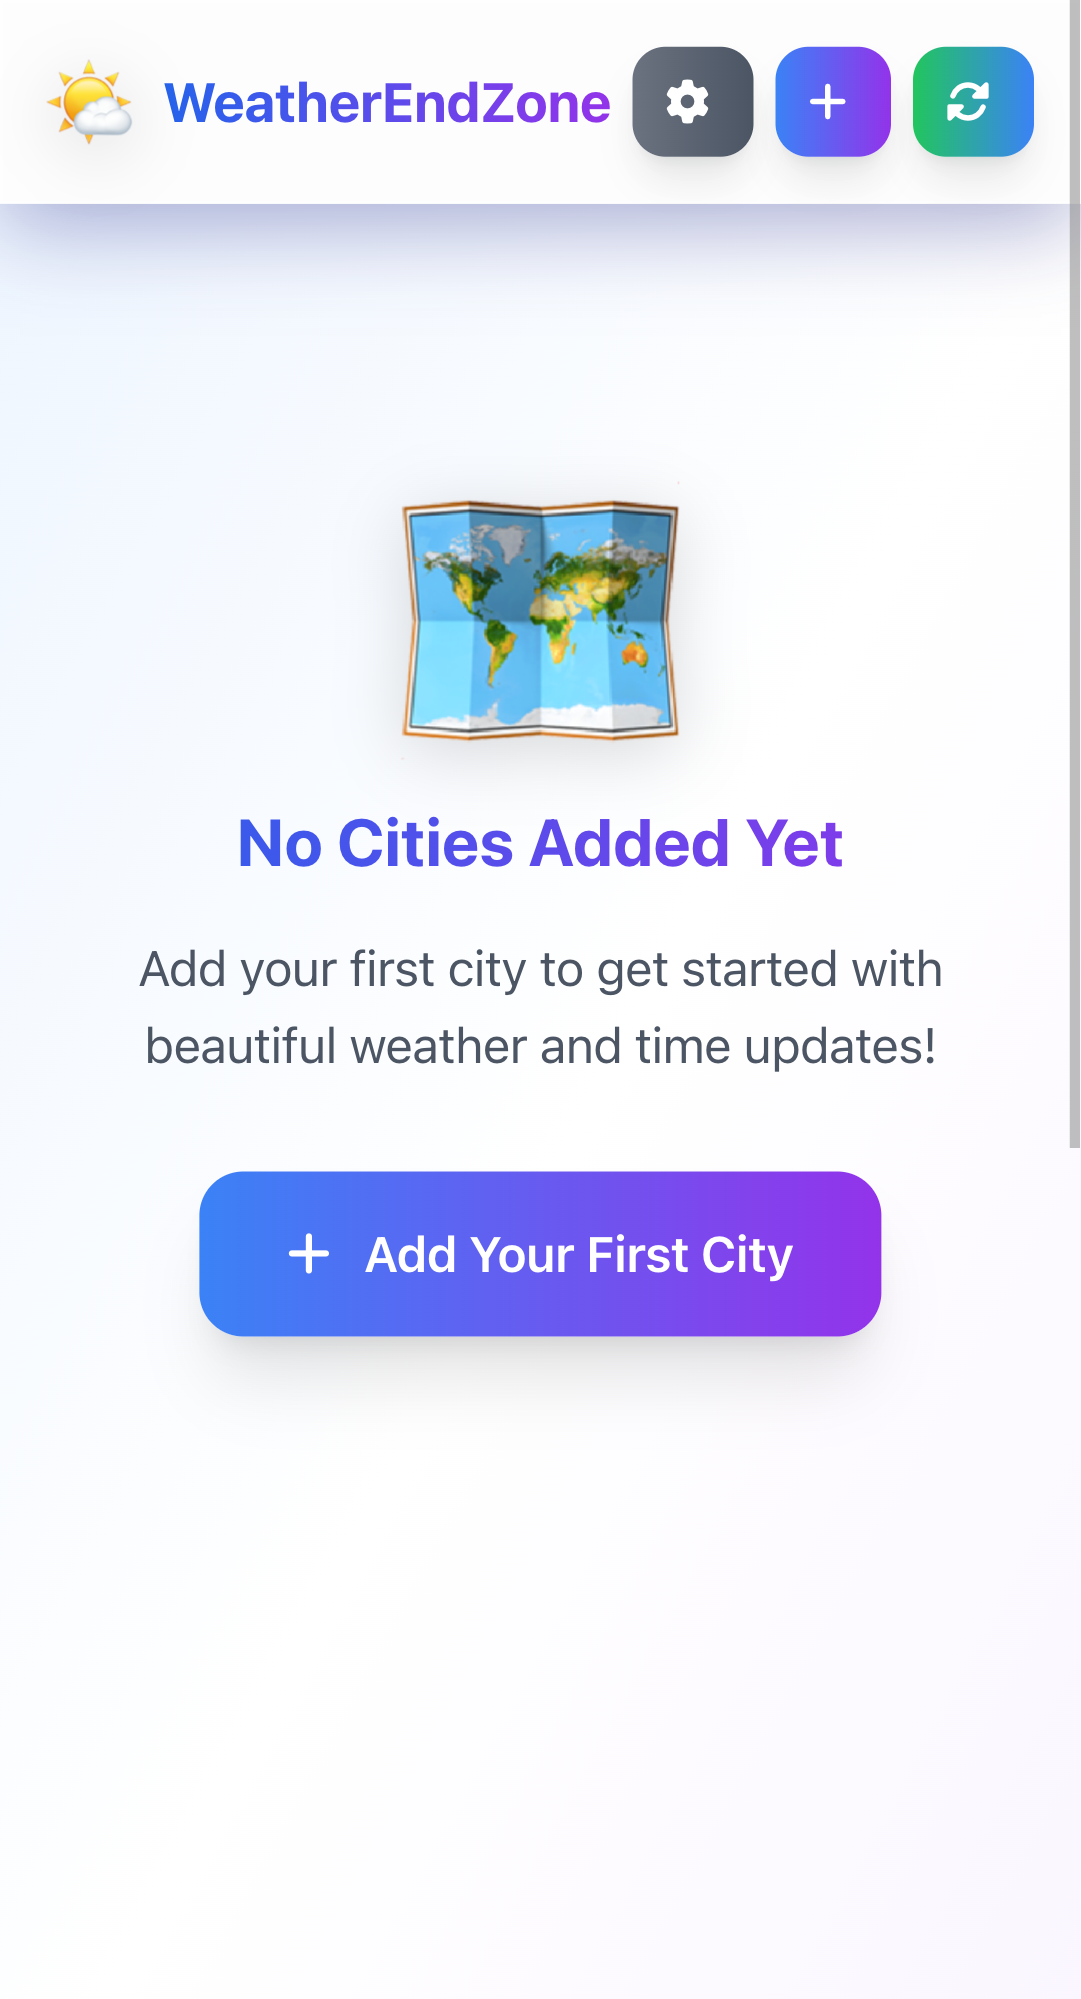 WeatherEndZone
No Cities Added Yet
Add your first city to get started with
beautiful weather and time updates!
Add Your First City